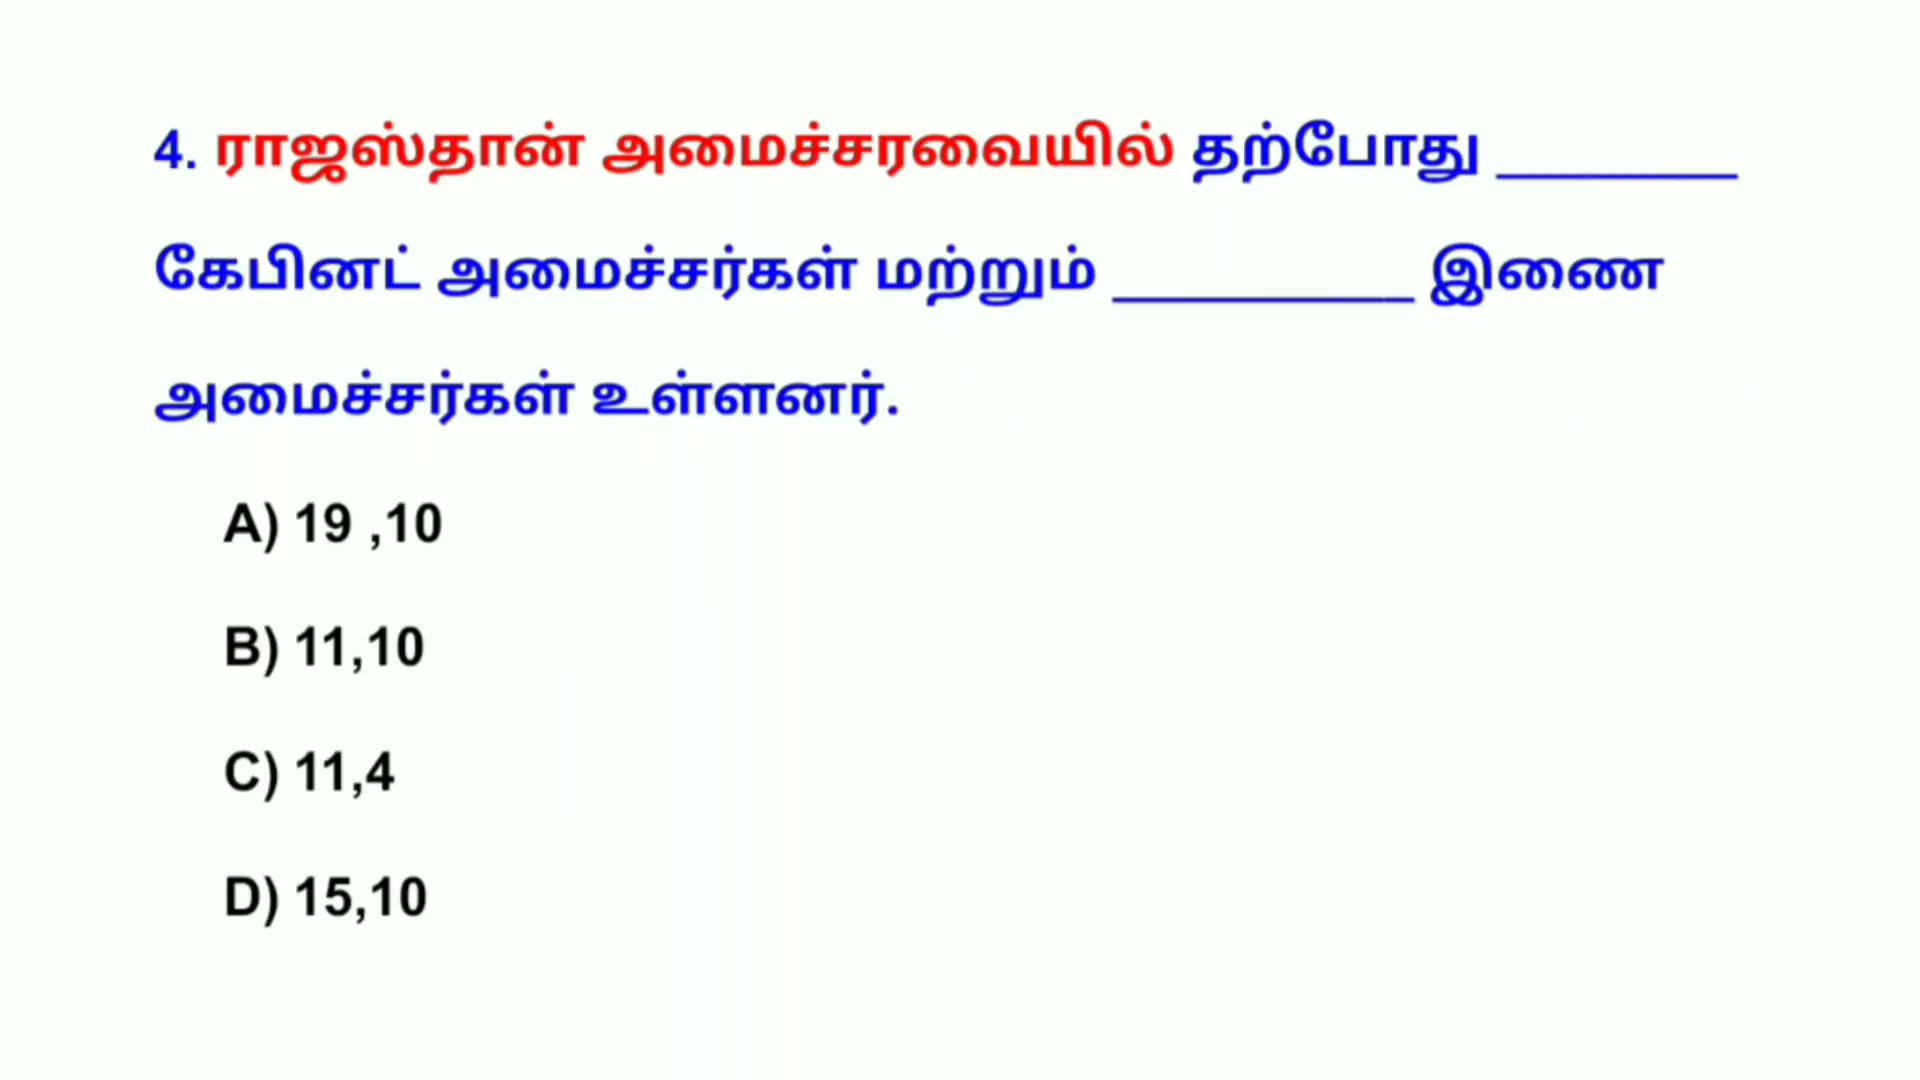 4. ராஜஸ்தான் அமைச்சரவையில் தற்போது ________
கேபினட் அமைச்சர்கள் மற்றும் __________ இணை
அமைச்சர்கள் உள்ளனர்.
A) 19 ,10
B) 11,10
C) 11,4
D) 15,10